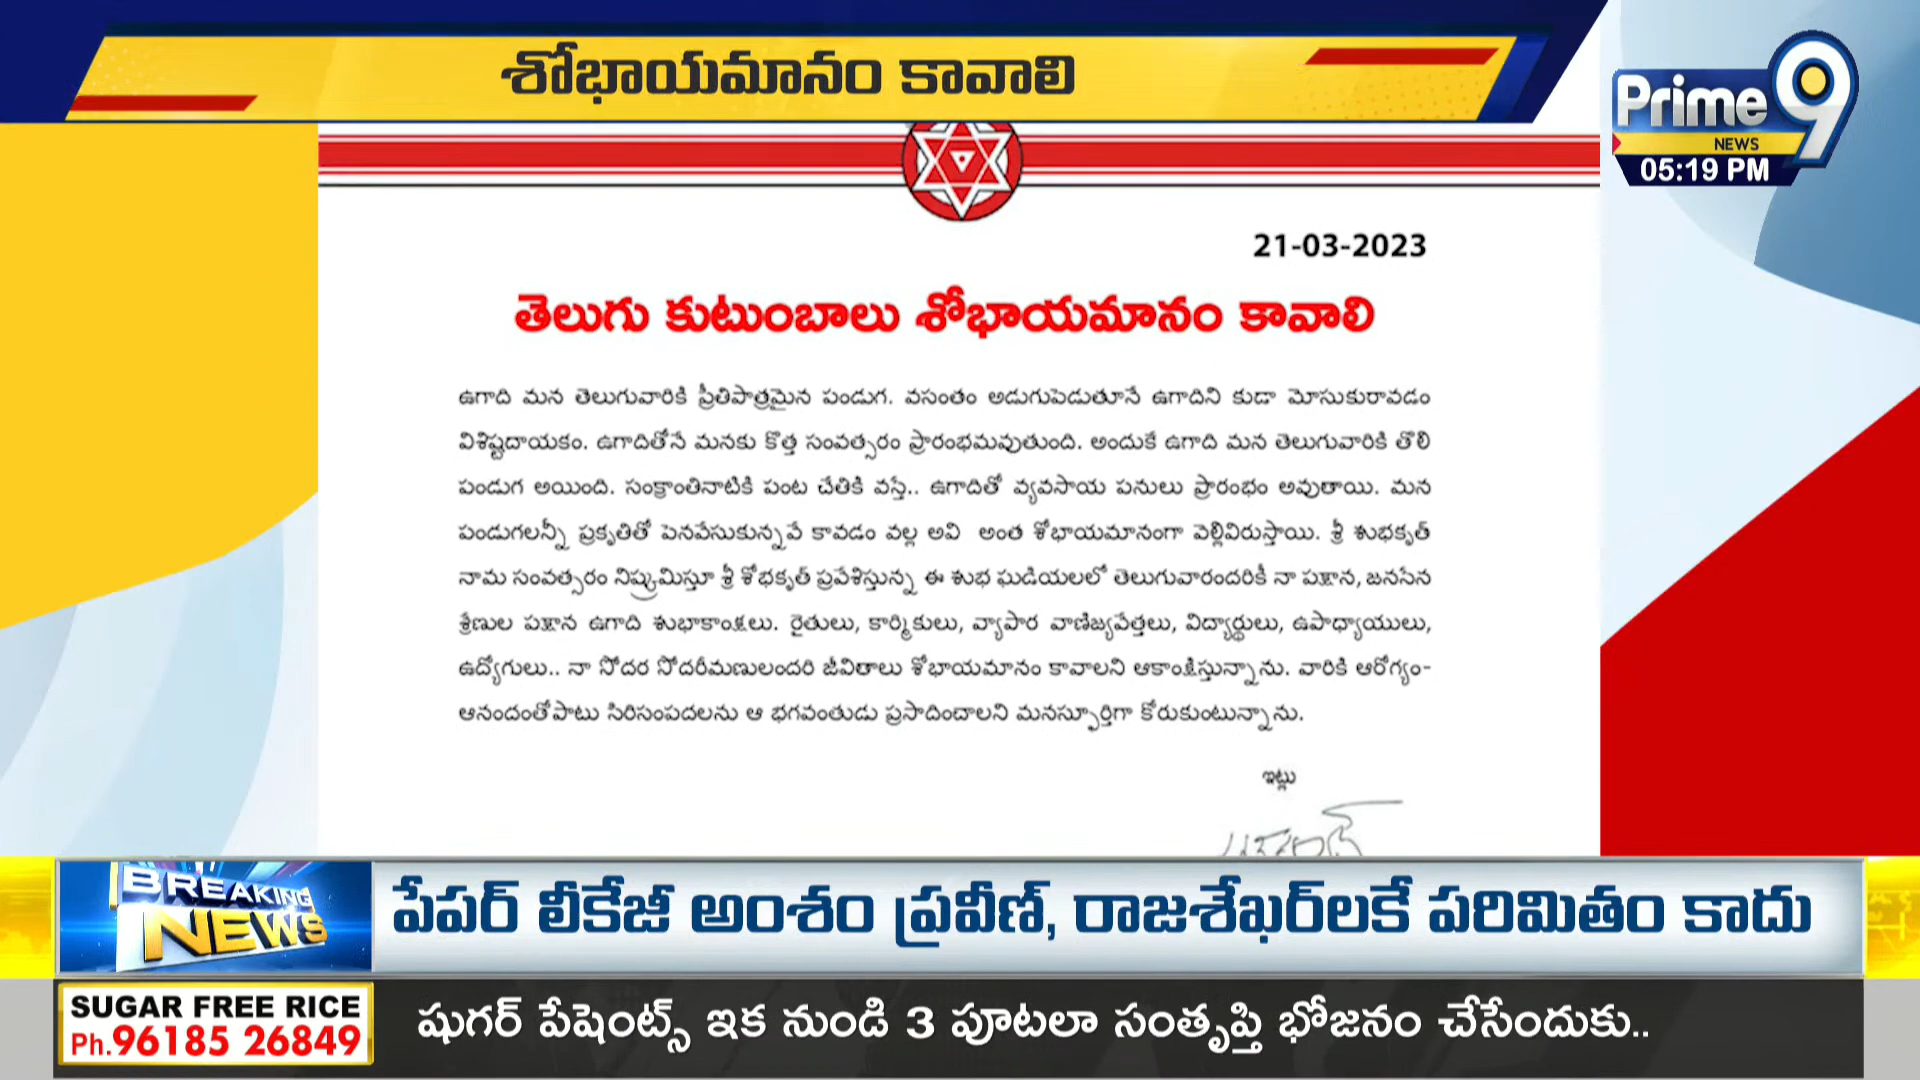 శోభాయమానం కావాలి
Prime9
NEWS
05:19 PM
21-03-2023
తెలుగు కుటుంబాలు శోభాయమానం కావాలి
ఉగాది మన తెలుగువారికి ప్రీతిపాత్రమైన పండుగ. వసంతం అడుగుపెడుతూనే ఉగాదిని కుడా మోసుకురావడం
విశిష్టదాయకం. ఉగాదితోనే మనకు కొత్త సంవత్సరం ప్రారంభమవుతుంది. అందుకే ఉగాది మన తెలుగువారికి తొలి
పండుగ అయింది. సంక్రాంతినాటికి పంట చేతికి వస్తే.. ఉగాదితో వ్యవసాయ పనులు ప్రారంభం అవుతాయి. మన
పండుగలన్నీ ప్రకృతితో పెనవేసుకున్నవే కావడం వల్ల అవి అంత శోభాయమానంగా వెల్లివిరుస్తాయి. శ్రీ శుభకృత్
నామ సంవత్సరం నిష్క్రమిస్తూ శ్రీ శోభకృత్ ప్రవేశిస్తున్న ఈ శుభ ఘడియలలో తెలుగువారందరికీ నా పక్షాన, జనసేన
శ్రేణుల పక్షాన ఉగాది శుభాకాంక్షలు. రైతులు, కార్మికులు, వ్యాపార వాణిజ్యవేత్తలు, విద్యార్థులు, ఉపాధ్యాయులు,
ఉద్యోగులు.. నా సోదర సోదరీమణులందరి జీవితాలు శోభాయమానం కావాలని ఆకాంక్షిస్తున్నాను. వారికి ఆరోగ్యం-
ఆనందంతోపాటు సిరిసంపదలను ఆ భగవంతుడు ప్రసాదించాలని మనస్ఫూర్తిగా కోరుకుంటున్నాను.
ఇట్లు
BREAKING
NEWS
పేపర్ లీకేజీ అంశం ప్రవీణ్, రాజశేఖర్‌లకే పరిమితం కాదు
SUGAR FREE RICE
Ph.96185 26849
షుగర్ పేషెంట్స్ ఇక నుండి 3 పూటలా సంతృప్తి భోజనం చేసేందుకు..